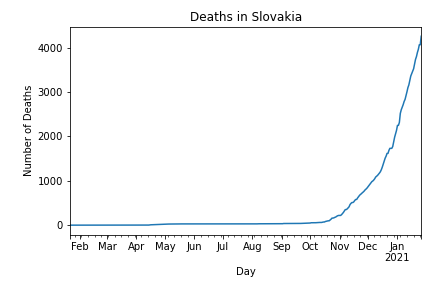 Deaths in Slovakia
Number of Deaths
4000
3000
2000
1000
0
Feb Mar Apr May Jun Jul Aug Sep Oct Nov Dec Jan
2021
Day